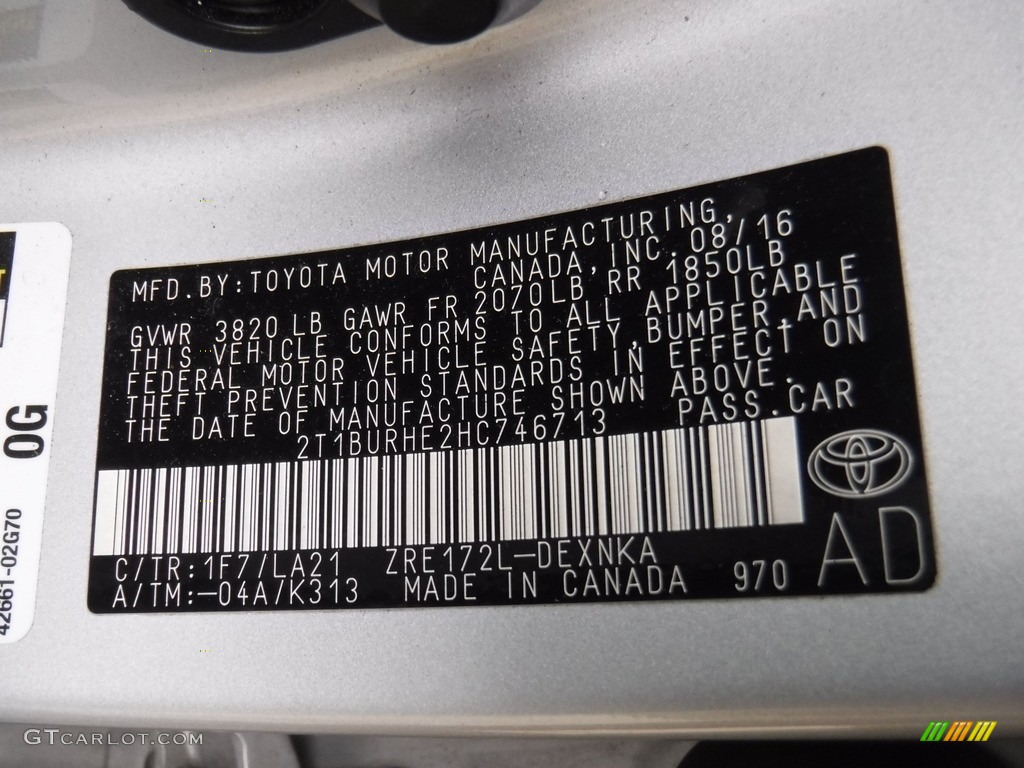 MFD.BY:TOYOTA MOTOR MANUFACTURING,
CANADA,INC. 08/16
GVWR 3820LB GAWR FR 2070LB RR 1850LB
THIS VEHICLE CONFORMS TO ALL APPLICABLE
FEDERAL MOTOR VEHICLE SAFETY,BUMPER,AND
THEFT PREVENTION STANDARDS IN EFFECT ON
THE DATE OF MANUFACTURE SHOWN ABOVE.
2T1BURHE2HC746713 PASS.CAR
C/TR:1F7/LA21 ZRE172L-DEXNKA
A/TM:-04A/K313 MADE IN CANADA 970
AD
0G
42661-02G70
GTCARLOT.COM